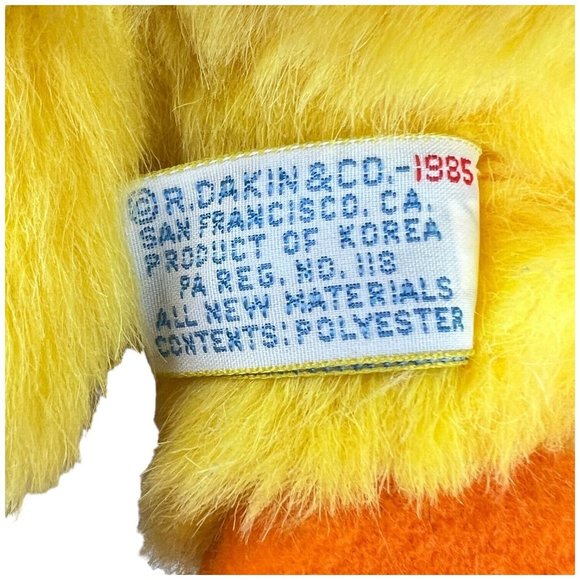 © R. DAKIN & CO.-1985
SAN FRANCISCO, CA.
PRODUCT OF KOREA
PA REG. NO. 118
ALL NEW MATERIALS
CONTENTS: POLYESTER